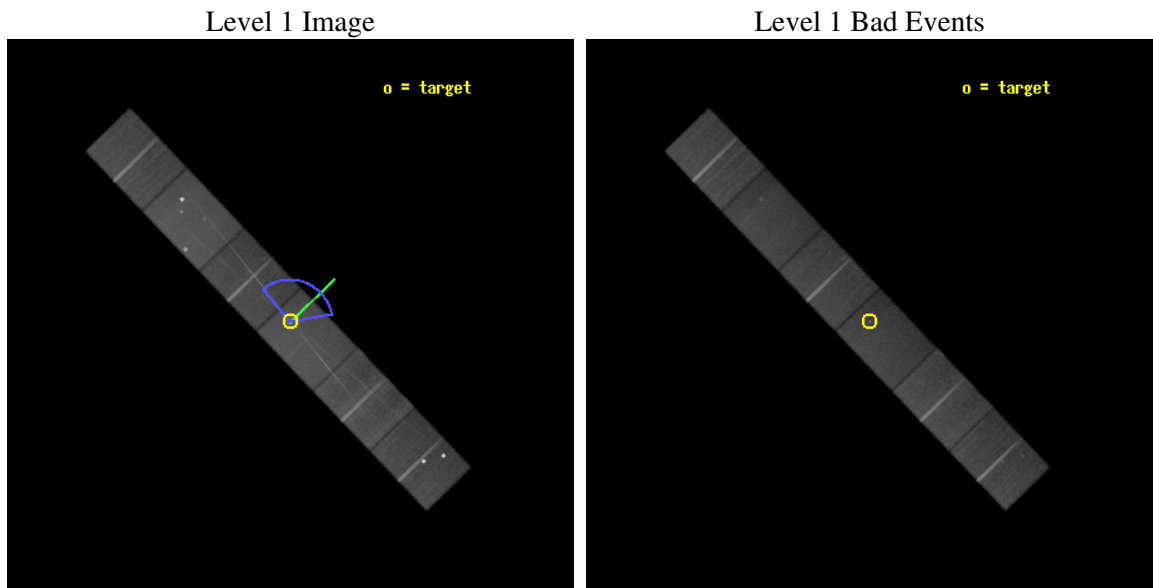 Level 1 Image
Level 1 Bad Events
o = target
o = target